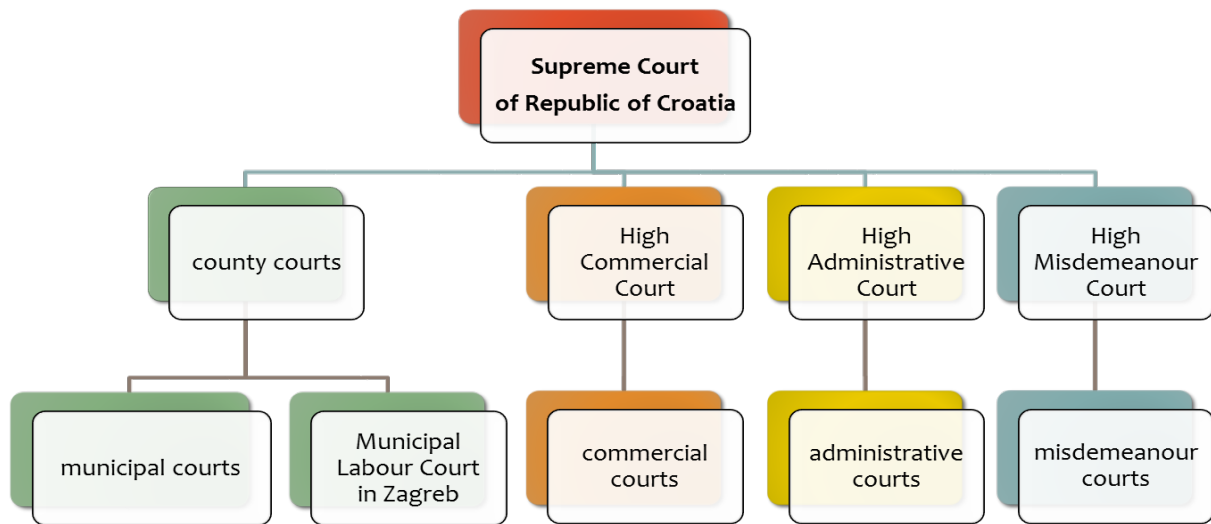 Supreme Court
of Republic of Croatia
county courts
High
Commercial
Court
High
Administrative
Court
High
Misdemeanour
Court
municipal courts
Municipal
Labour Court
in Zagreb
commercial
courts
administrative
courts
misdemeanour
courts